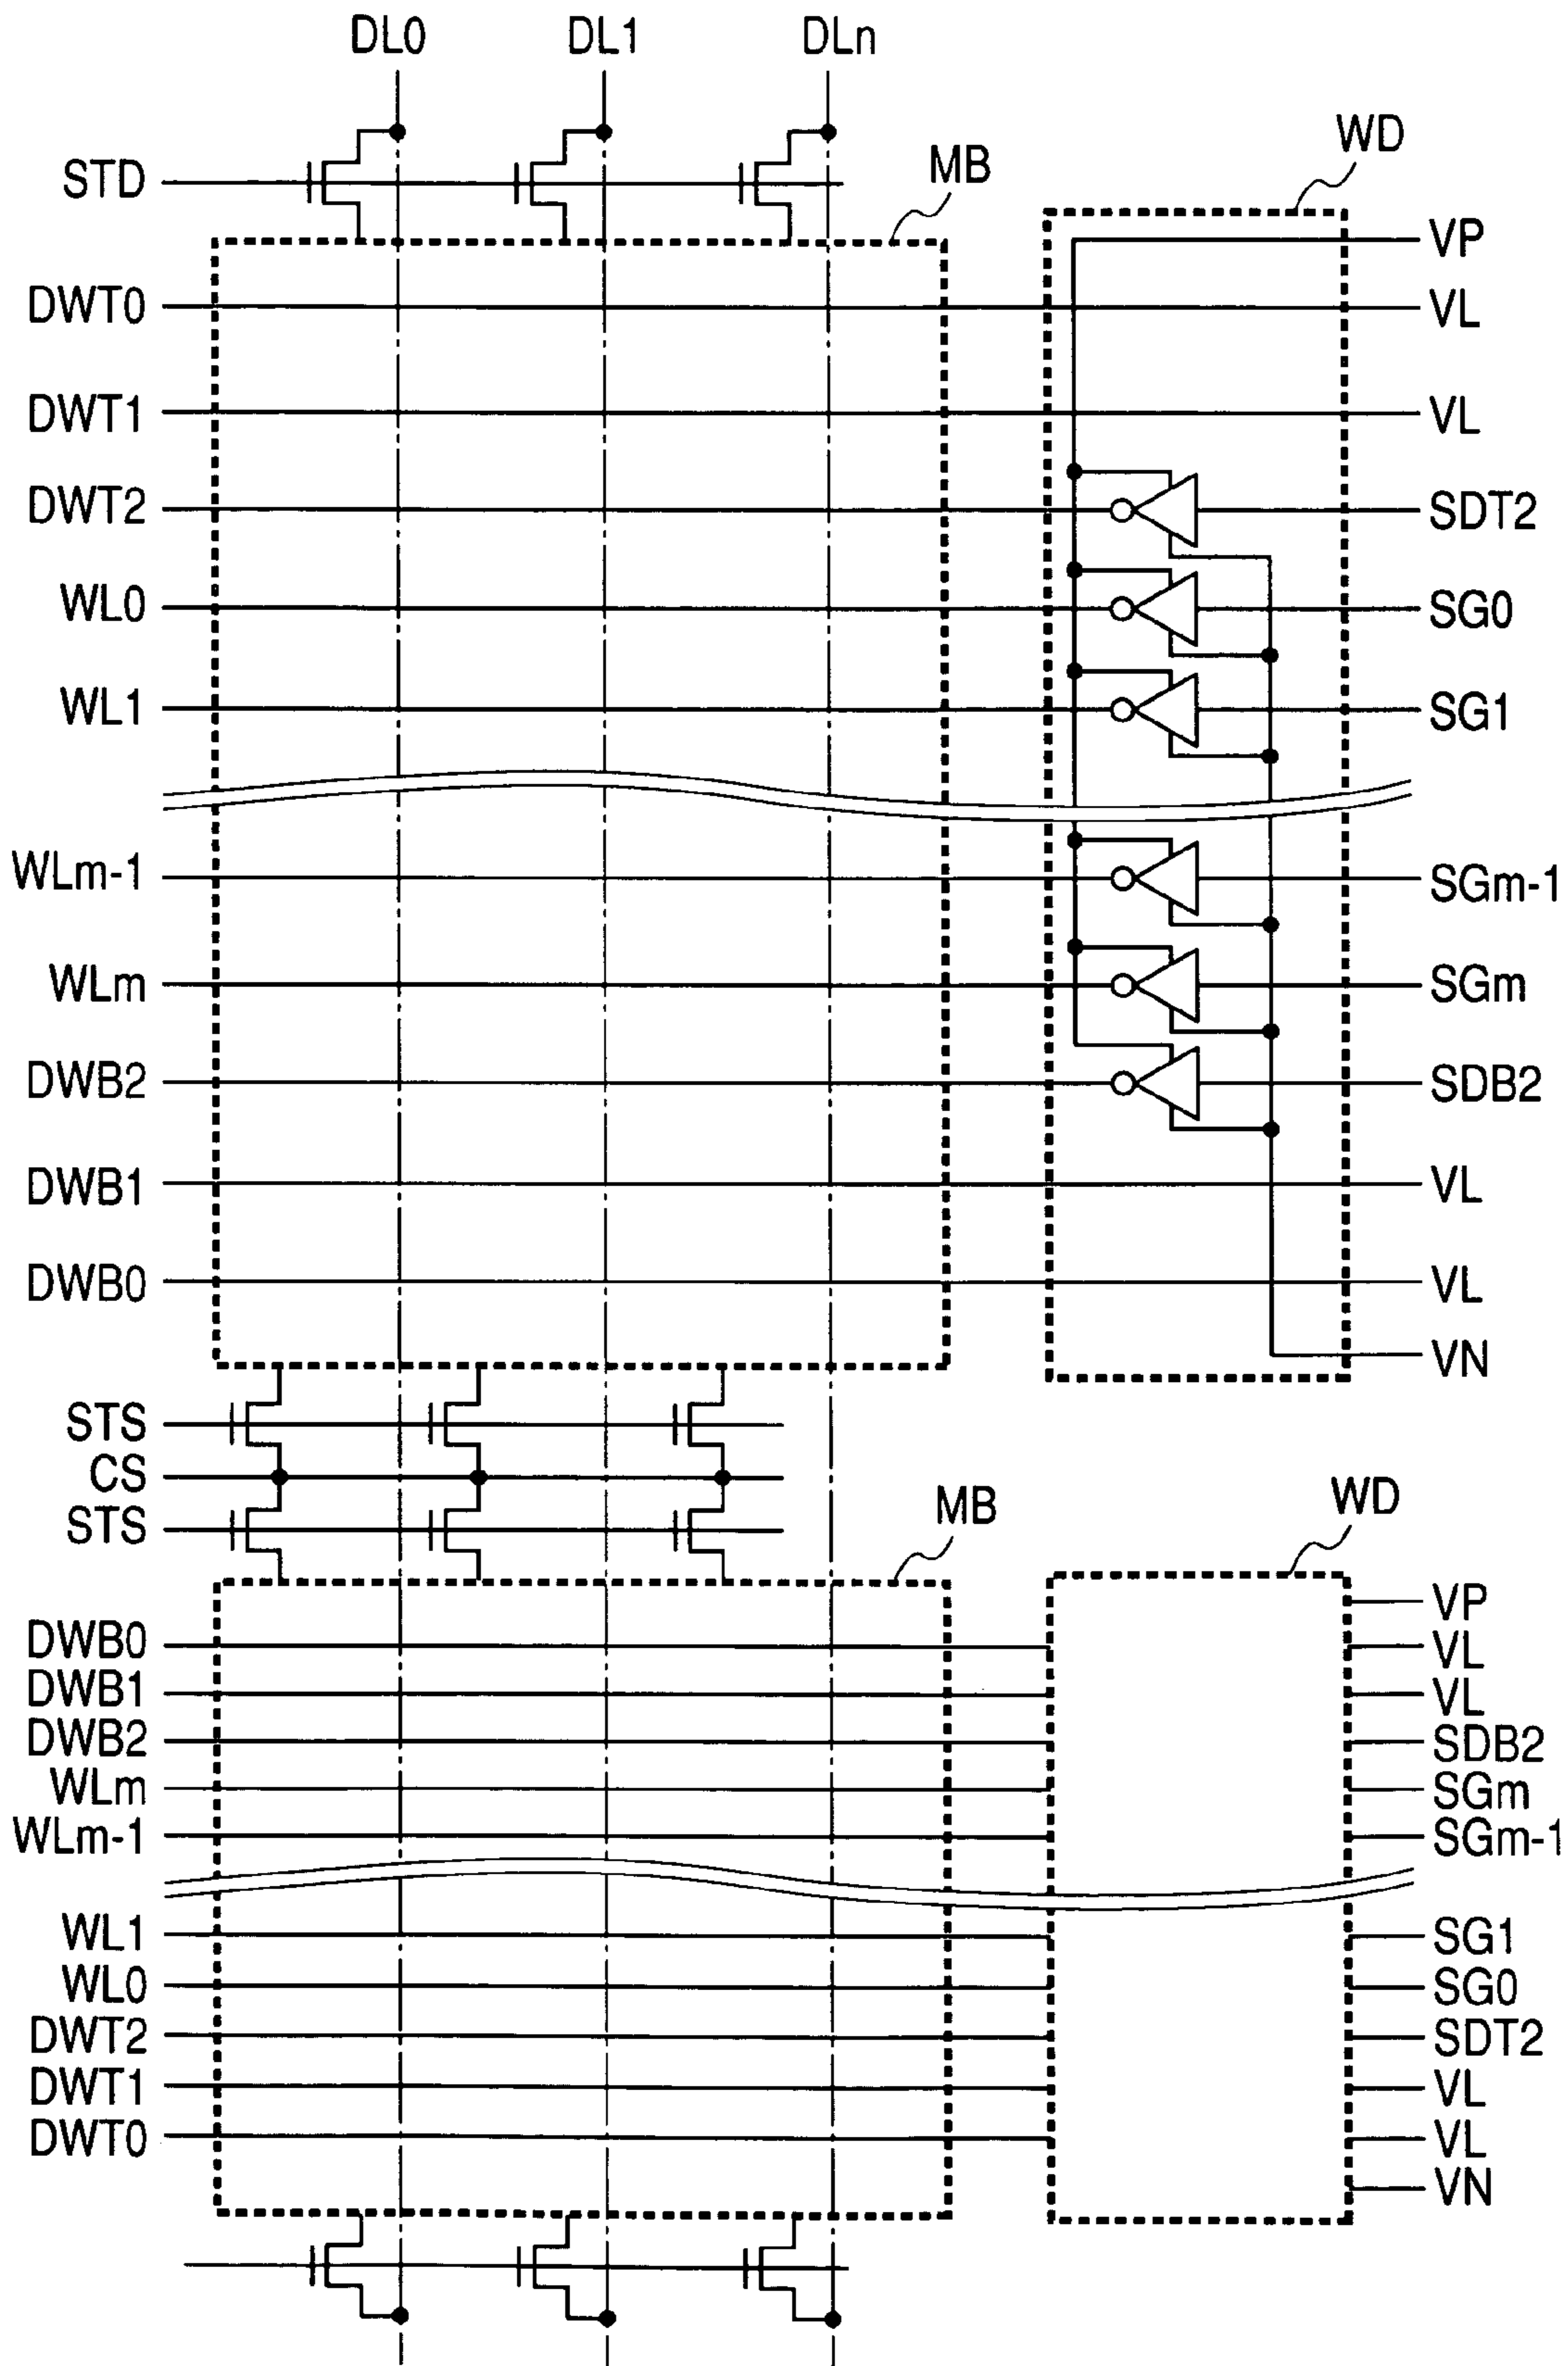 DL0 DL1 DLn
WD
MB
STD
VP
DWT0 VL
DWT1 VL
DWT2 SDT2
WL0 SG0
WL1 SG1
WLm-1 SGm-1
WLm SGm
DWB2 SDB2
DWB1 VL
DWB0 VL
VN
STS
CS
STS
MB WD
VP
DWB0 VL
DWB1 VL
DWB2 SDB2
WLm SGm
WLm-1 SGm-1
WL1 SG1
WL0 SG0
DWT2 SDT2
DWT1 VL
DWT0 VL
VN